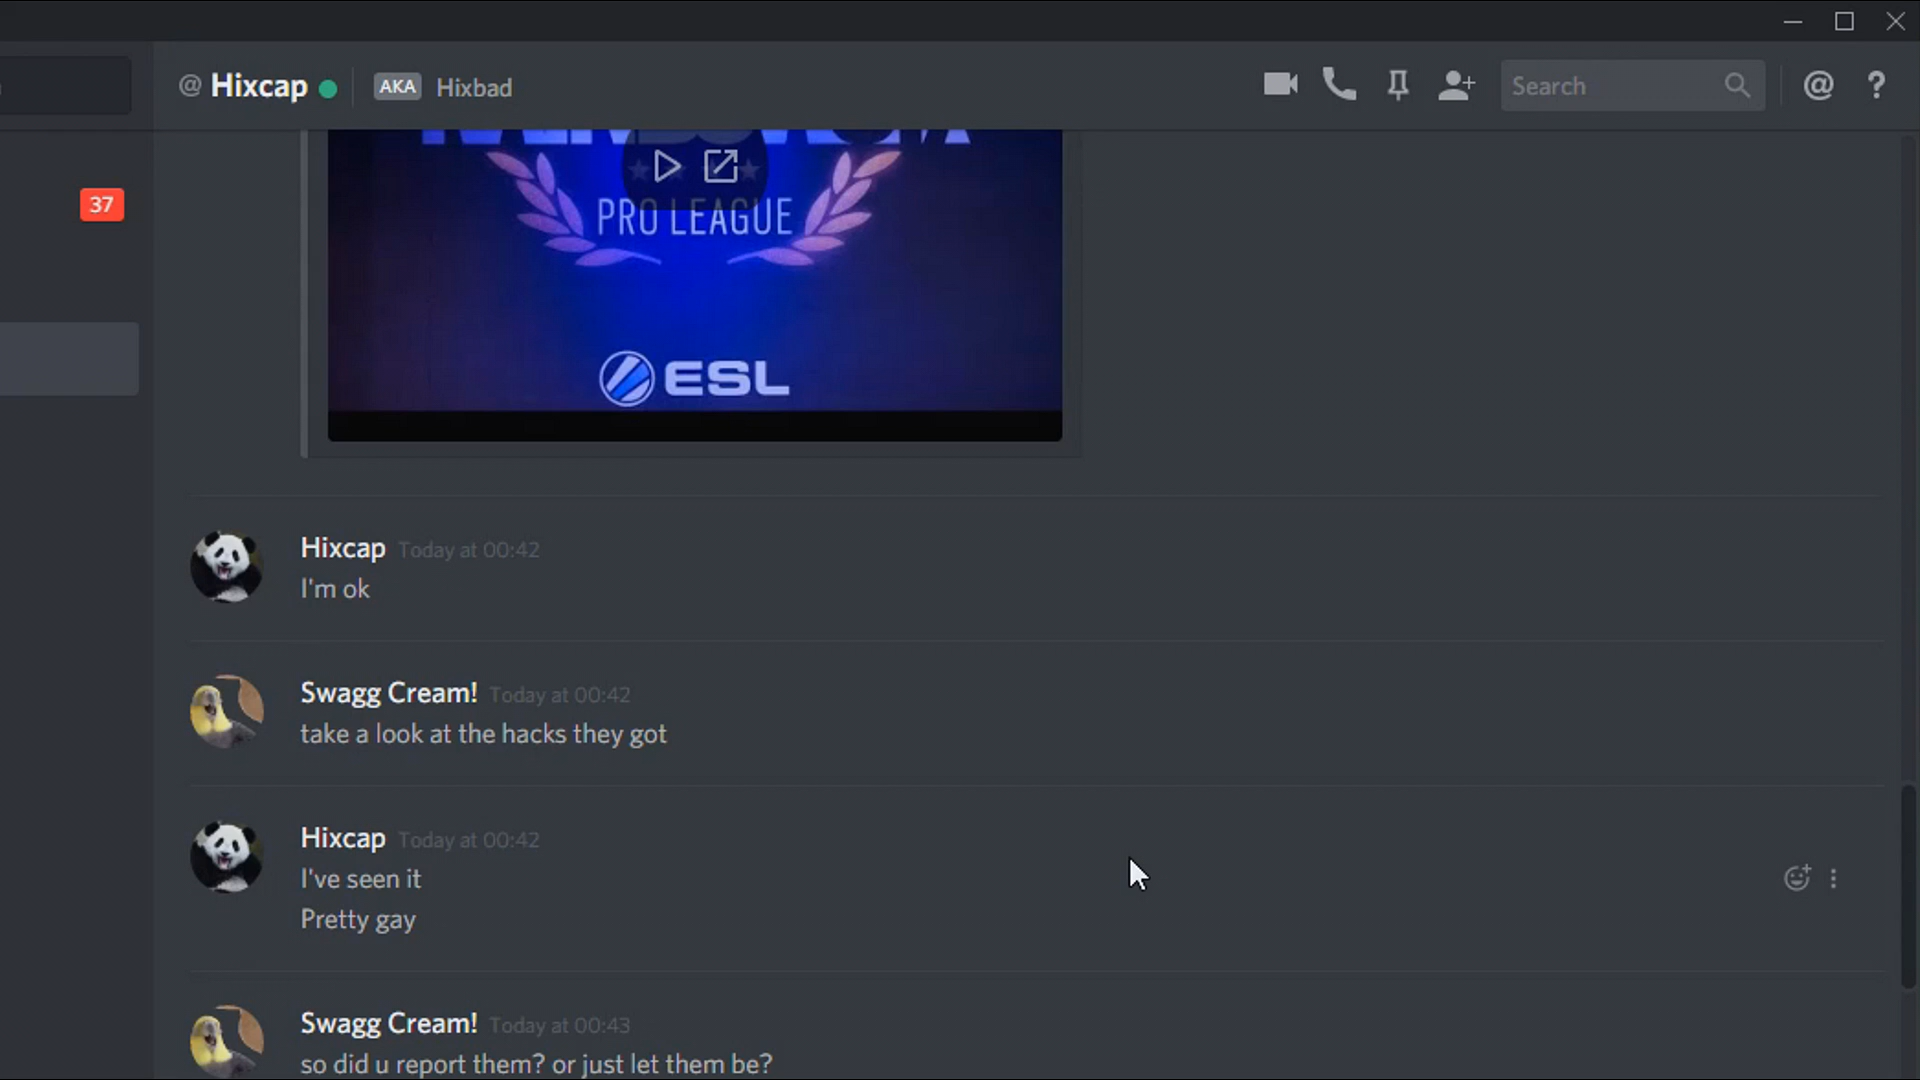 @ Hixcap AKA Hixbad
Search
@ ?
37
PRO LEAGUE
ESL
Hixcap Today at 00:42
I'm ok
Swagg Cream! Today at 00:42
take a look at the hacks they got
Hixcap Today at 00:42
I've seen it
Pretty gay
Swagg Cream! Today at 00:43
so did u report them? or just let them be?